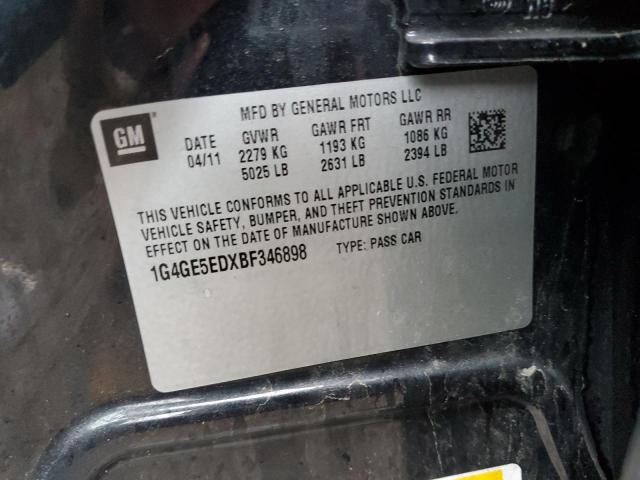 MFD BY GENERAL MOTORS LLC
GM
DATE GVWR GAWR FRT GAWR RR
04/11 2279 KG 1193 KG 1086 KG
5025 LB 2631 LB 2394 LB
THIS VEHICLE CONFORMS TO ALL APPLICABLE U.S. FEDERAL MOTOR
VEHICLE SAFETY, BUMPER, AND THEFT PREVENTION STANDARDS IN
EFFECT ON THE DATE OF MANUFACTURE SHOWN ABOVE.
1G4GE5EDXBF346898 TYPE: PASS CAR